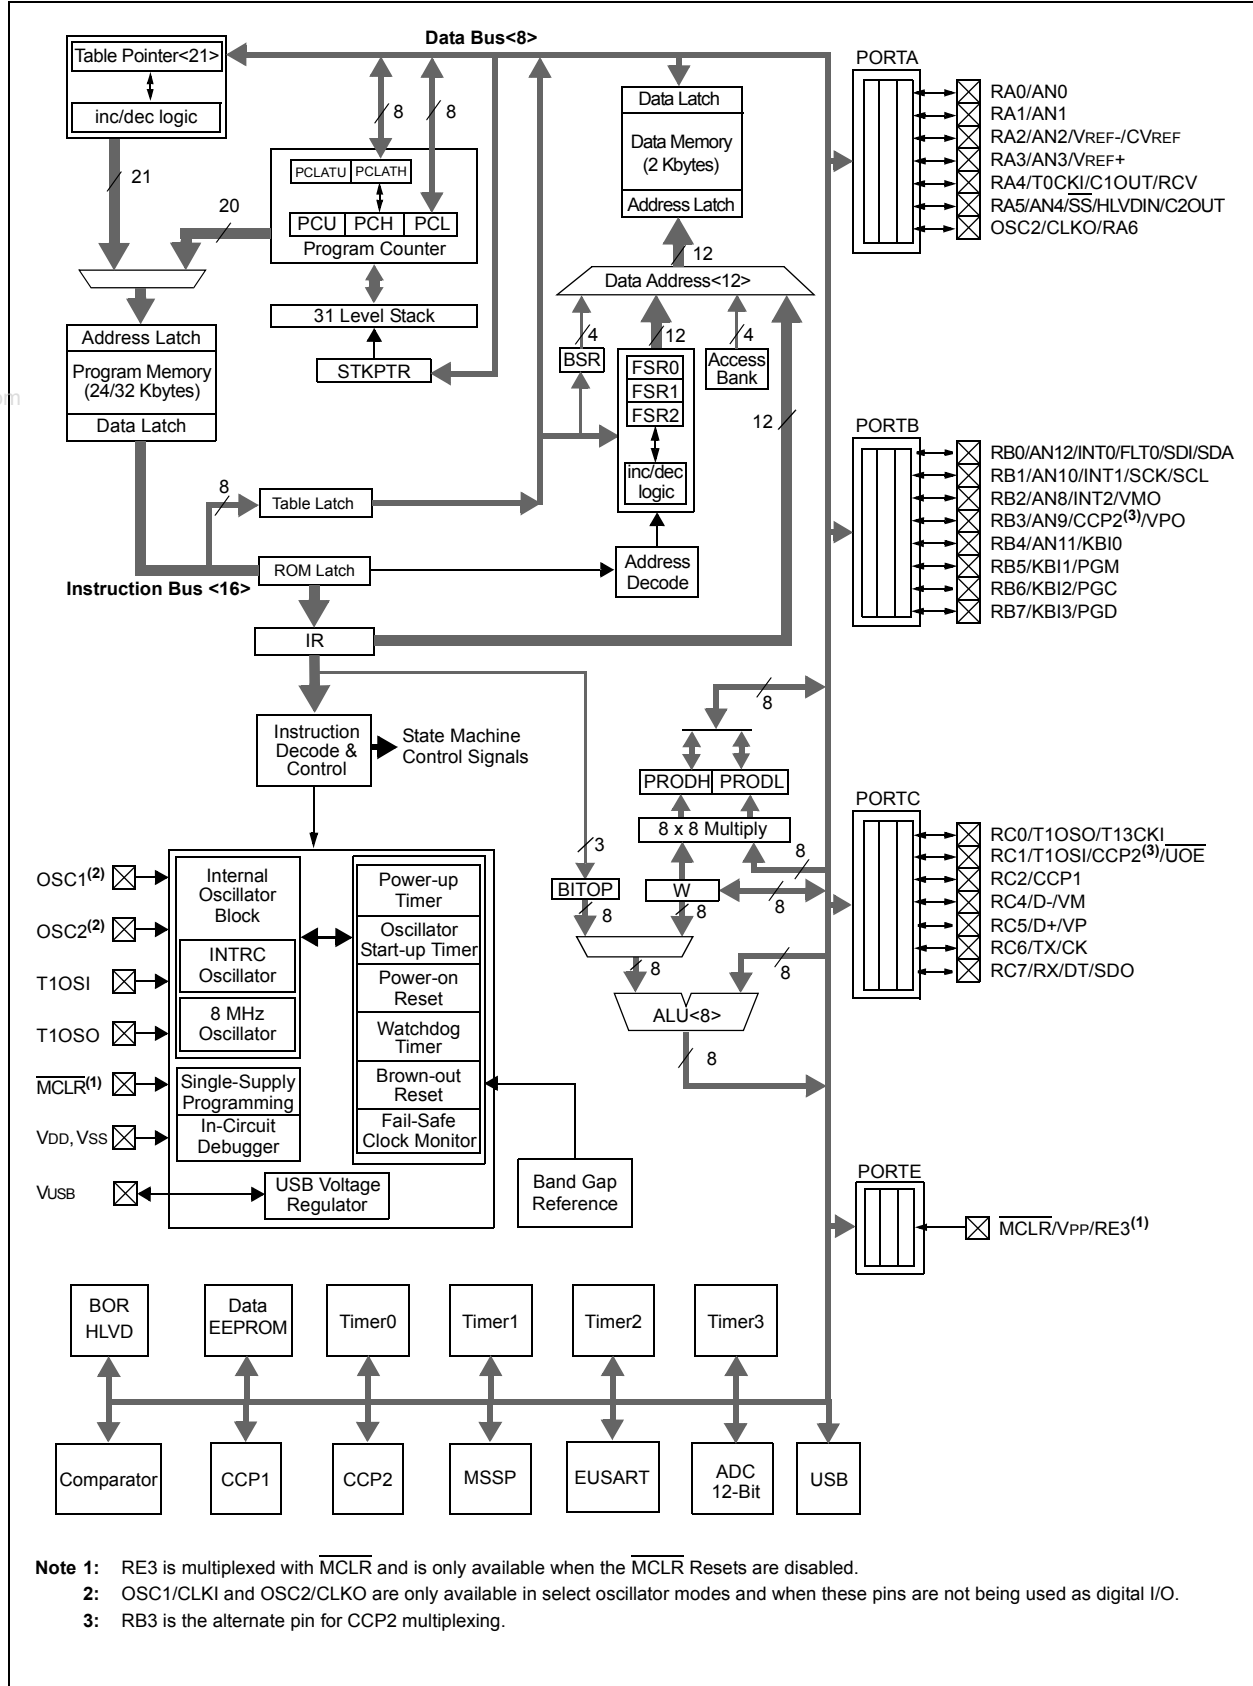 Data Bus<8>
Table Pointer<21>
inc/dec logic
21
20
8
8
PCLATU PCLATH
PCU PCH PCL
Program Counter
31 Level Stack
STKPTR
Address Latch
Program Memory
(24/32 Kbytes)
Data Latch
om
8
Table Latch
ROM Latch
Instruction Bus <16>
IR
Data Latch
Data Memory
(2 Kbytes)
Address Latch
12
Data Address<12>
4
12
4
BSR
FSR0
FSR1
FSR2
inc/dec
logic
Access
Bank
12
Address
Decode
Instruction
Decode &
Control
State Machine
Control Signals
8
PRODH PRODL
8 x 8 Multiply
3
8
BITOP
W
8
8
8
8
8
ALU<8>
8
OSC1(2)
OSC2(2)
T1OSI
T1OSO
MCLR(1)
VDD, VSS
VUSB
Internal
Oscillator
Block
INTRC
Oscillator
8 MHz
Oscillator
Single-Supply
Programming
In-Circuit
Debugger
USB Voltage
Regulator
Power-up
Timer
Oscillator
Start-up Timer
Power-on
Reset
Watchdog
Timer
Brown-out
Reset
Fail-Safe
Clock Monitor
Band Gap
Reference
PORTA
RA0/AN0
RA1/AN1
RA2/AN2/VREF-/CVREF
RA3/AN3/VREF+
RA4/T0CKI/C1OUT/RCV
RA5/AN4/SS/HLVDIN/C2OUT
OSC2/CLKO/RA6
PORTB
RB0/AN12/INT0/FLT0/SDI/SDA
RB1/AN10/INT1/SCK/SCL
RB2/AN8/INT2/VMO
RB3/AN9/CCP2(3)/VPO
RB4/AN11/KBI0
RB5/KBI1/PGM
RB6/KBI2/PGC
RB7/KBI3/PGD
PORTC
RC0/T1OSO/T13CKI
RC1/T1OSI/CCP2(3)/UOE
RC2/CCP1
RC4/D-/VM
RC5/D+/VP
RC6/TX/CK
RC7/RX/DT/SDO
PORTE
MCLR/VPP/RE3(1)
BOR
HLVD
Data
EEPROM
Timer0
Timer1
Timer2
Timer3
Comparator
CCP1
CCP2
MSSP
EUSART
ADC
12-Bit
USB
Note 1: RE3 is multiplexed with MCLR and is only available when the MCLR Resets are disabled.
2: OSC1/CLKI and OSC2/CLKO are only available in select oscillator modes and when these pins are not being used as digital I/O.
3: RB3 is the alternate pin for CCP2 multiplexing.